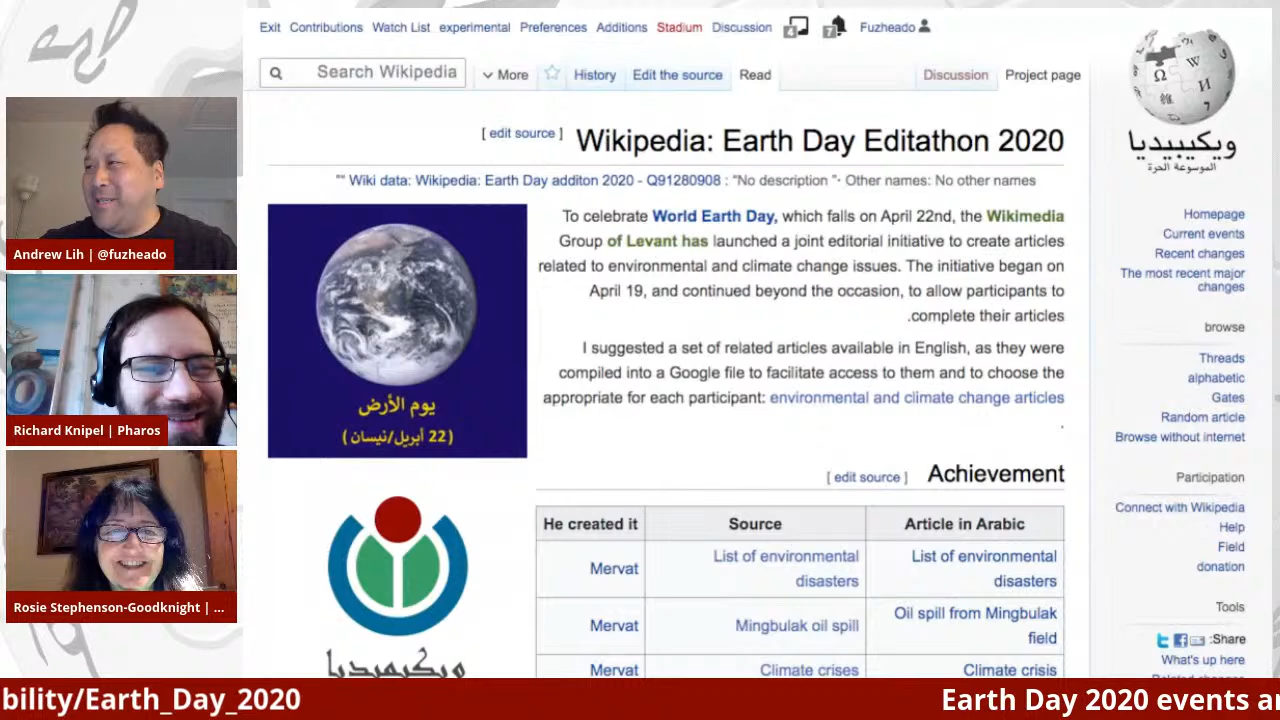 Exit Contributions Watch List experimental Preferences Additions Stadium Discussion 4 7 Fuzheado
Search Wikipedia More History Edit the source Read Discussion Project page
[ edit source ] Wikipedia: Earth Day Editathon 2020
"" Wiki data: Wikipedia: Earth Day additon 2020 - Q91280908 : "No description "· Other names: No other names
To celebrate World Earth Day, which falls on April 22nd, the Wikimedia
Group of Levant has launched a joint editorial initiative to create articles
related to environmental and climate change issues. The initiative began on
April 19, and continued beyond the occasion, to allow participants to
.complete their articles
I suggested a set of related articles available in English, as they were
compiled into a Google file to facilitate access to them and to choose the
appropriate for each participant: environmental and climate change articles
.
يوم الأرض
(22 أبريل/نيسان )
[ edit source ] Achievement
He created it Source Article in Arabic
Mervat List of environmental disasters List of environmental disasters
Mervat Mingbulak oil spill Oil spill from Mingbulak field
Mervat Climate crises Climate crisis
ويكيميديا
ويكيبيديا
الموسوعة الحرة
Homepage
Current events
Recent changes
The most recent major
changes
browse
Threads
alphabetic
Gates
Random article
Browse without internet
Participation
Connect with Wikipedia
Help
Field
donation
Tools
:Share
What's up here
Related changes
Andrew Lih | @fuzheado
Richard Knipel | Pharos
Rosie Stephenson-Goodknight | ...
bility/Earth_Day_2020 Earth Day 2020 events a